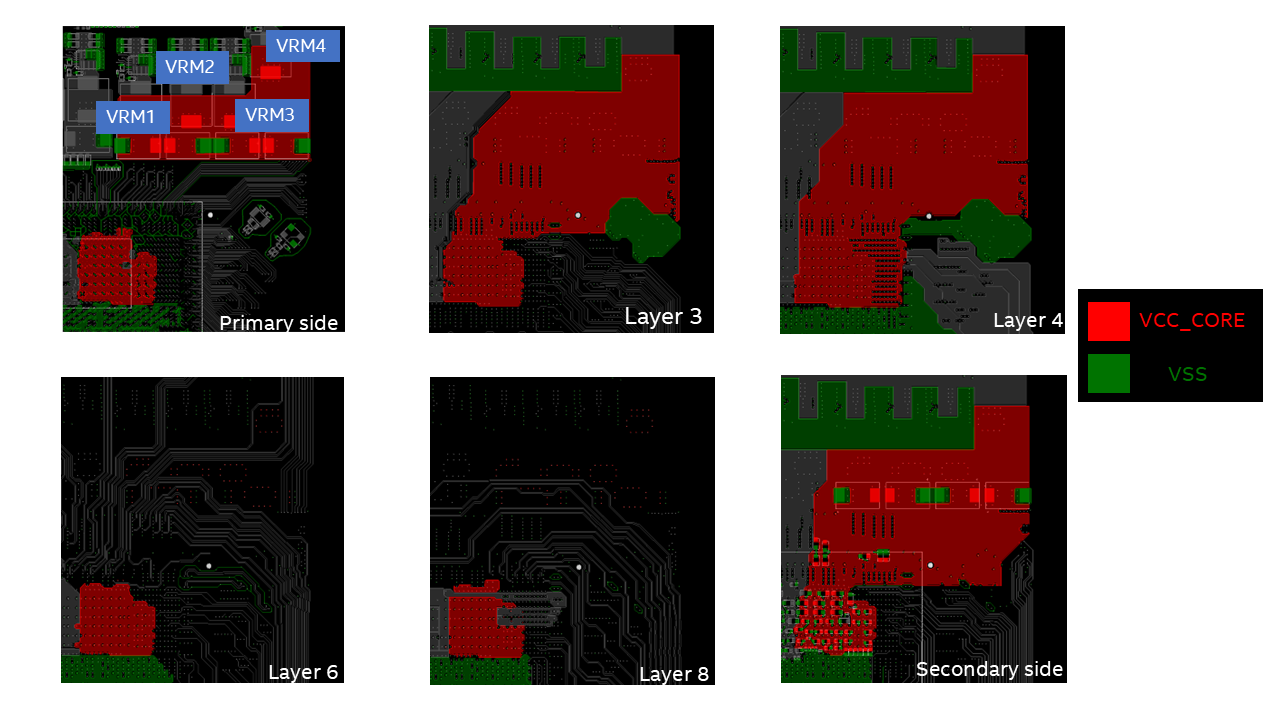 VRM4
VRM2
VRM1
VRM3
Primary side
Layer 3
Layer 4
VCC_CORE
VSS
Layer 6
Layer 8
Secondary side